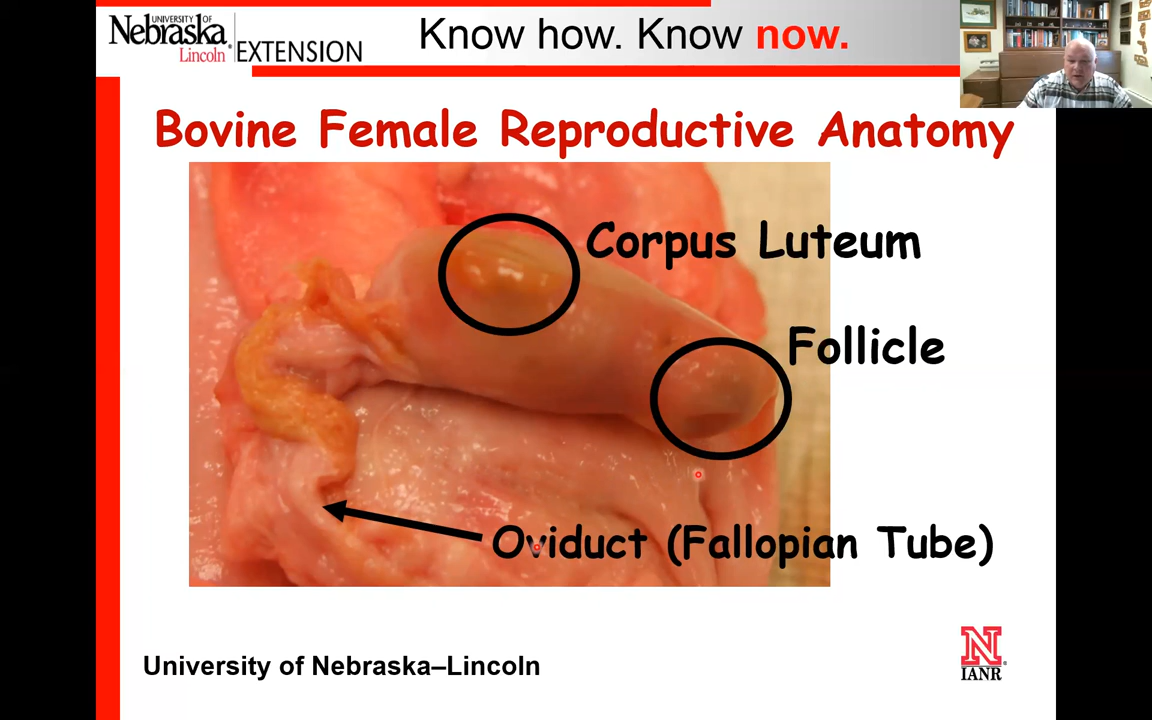 UNIVERSITY OF
Nebraska
Lincoln
EXTENSION
Know how. Know now.
Bovine Female Reproductive Anatomy
Corpus Luteum
Follicle
Oviduct (Fallopian Tube)
University of Nebraska–Lincoln
N
IANR